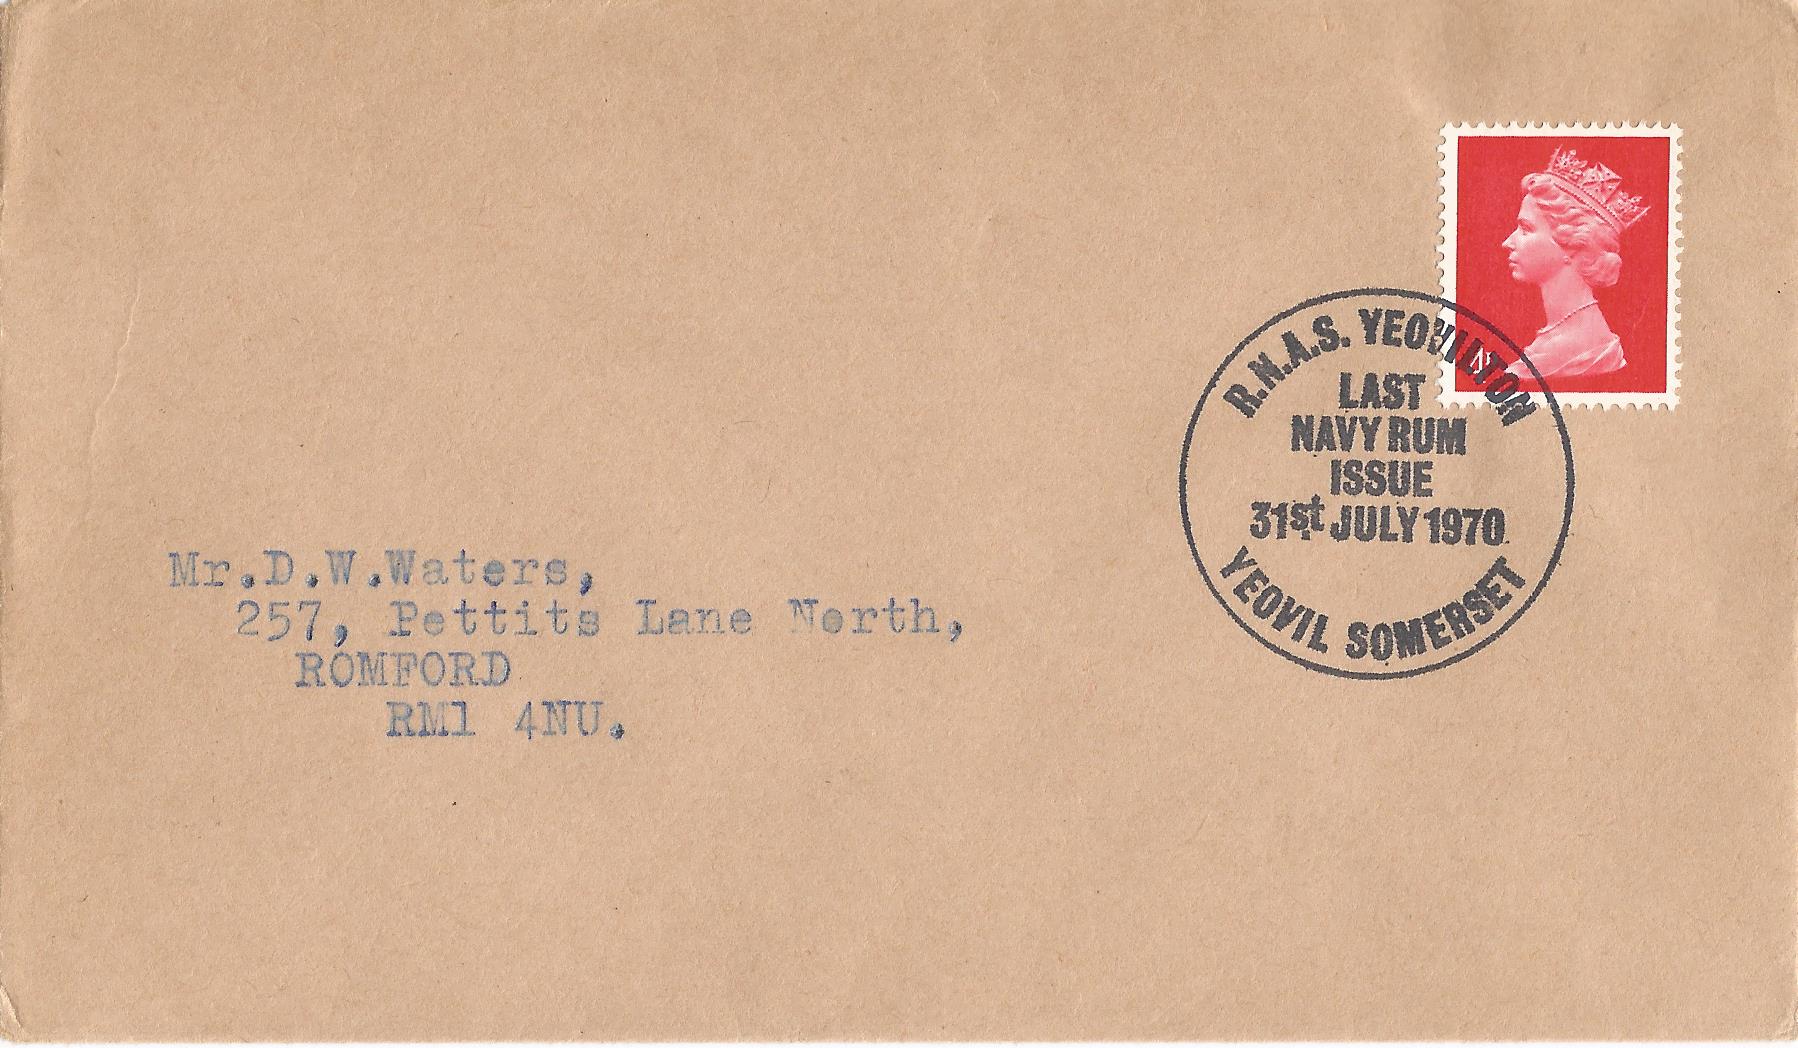 R.N.A.S. YEOVILTON
LAST
NAVY RUM
ISSUE
31st JULY 1970
YEOVIL SOMERSET
Mr.D.W.Waters,
257, Pettits Lane North,
ROMFORD
RM1 4NU.